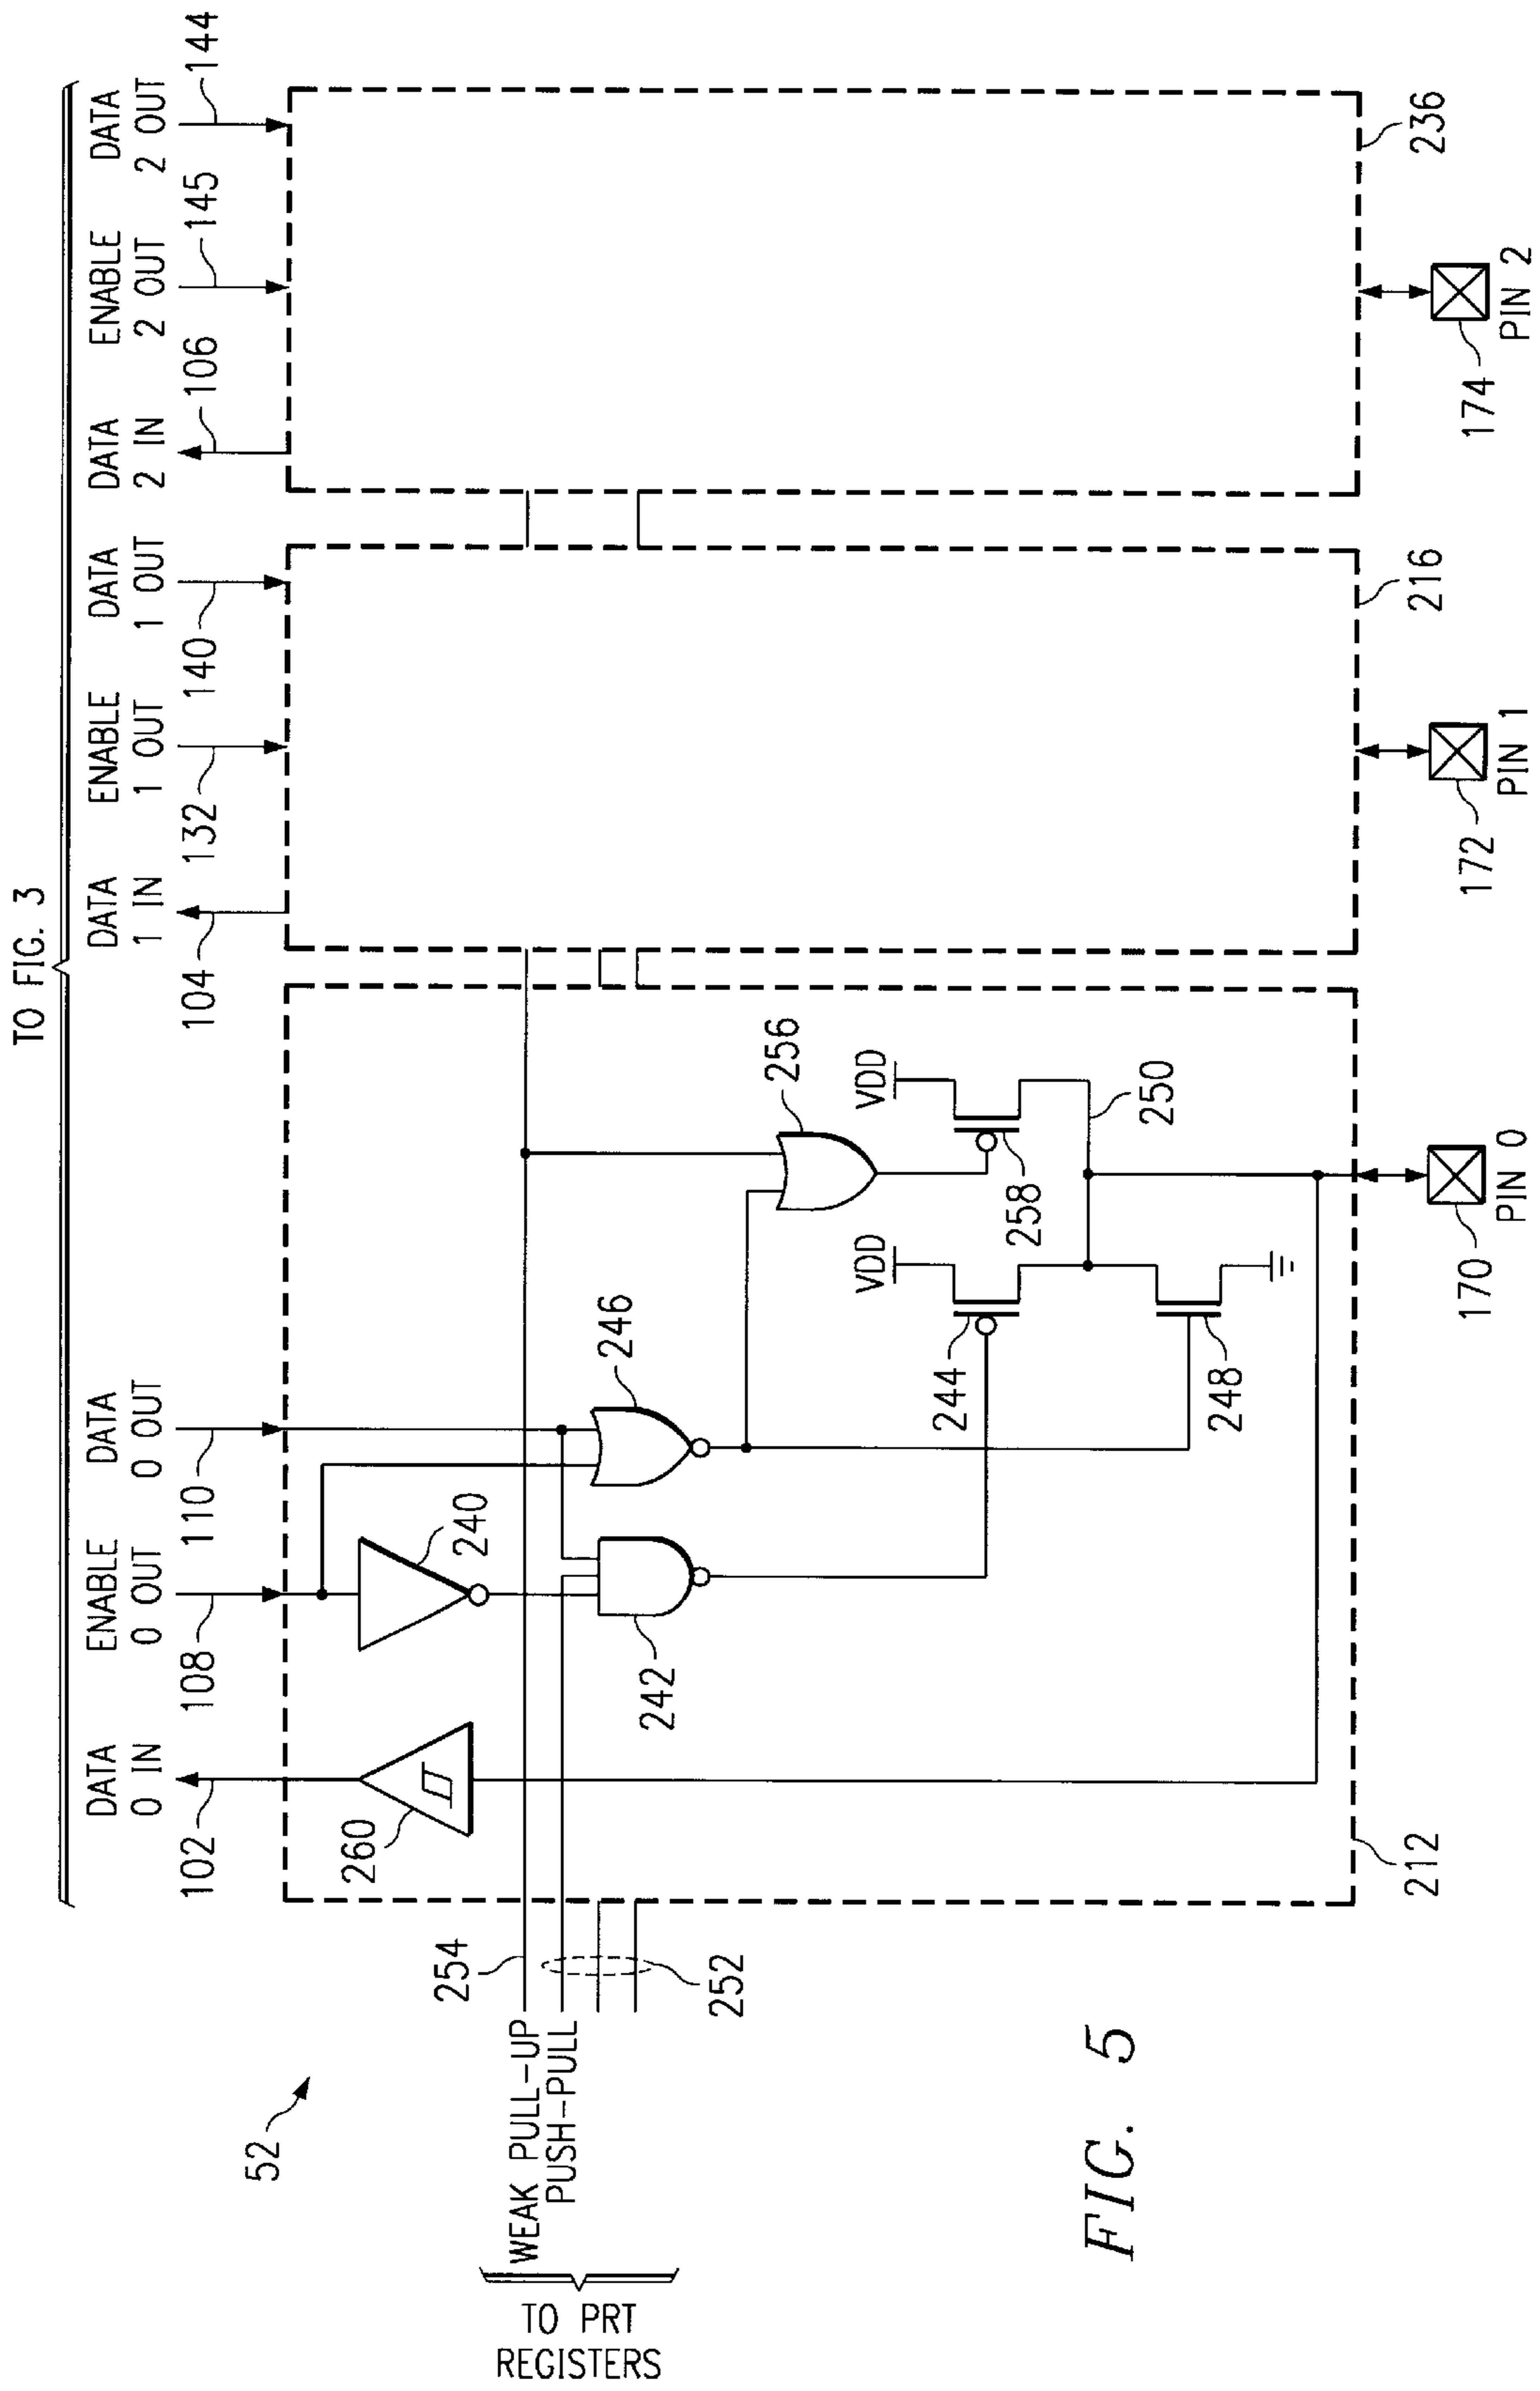 TO FIG. 3
DATA
0 IN
102
ENABLE
0 OUT
108
DATA
0 OUT
110
DATA
1 IN
104
ENABLE
1 OUT
132
DATA
1 OUT
140
DATA
2 IN
106
ENABLE
2 OUT
145
DATA
2 OUT
144
52
260
240
254
WEAK PULL-UP
PUSH-PULL
252
TO PRT
REGISTERS
242
246
256
VDD
VDD
244
258
248
250
212
216
236
170
PIN 0
172
PIN 1
174
PIN 2
FIG. 5